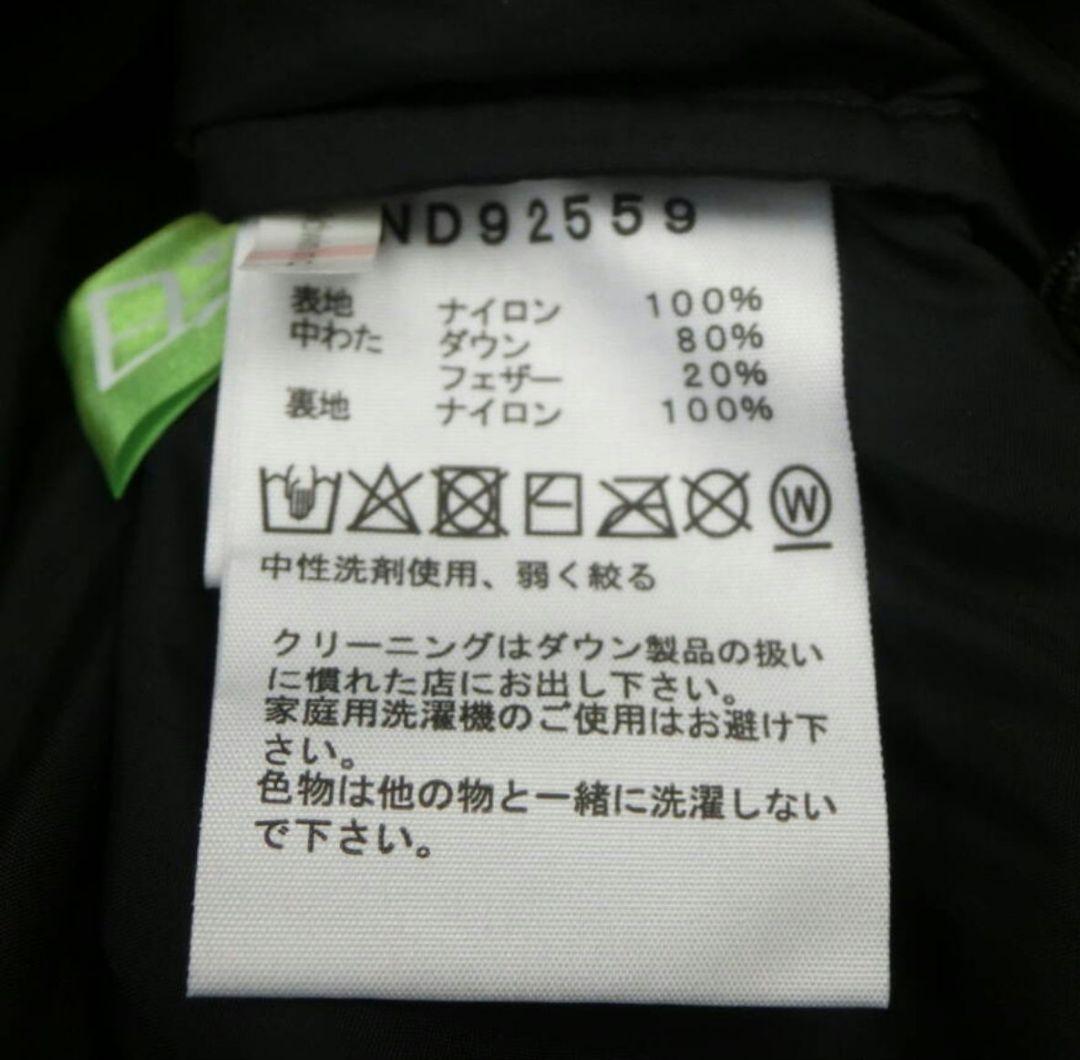 ND92559
表地 ナイロン 100%
中わた ダウン 80%
フェザー 20%
裏地 ナイロン 100%
W
中性洗剤使用、弱く絞る
クリーニングはダウン製品の扱い
に慣れた店にお出し下さい。
家庭用洗濯機のご使用はお避け下
さい。
色物は他の物と一緒に洗濯しない
で下さい。